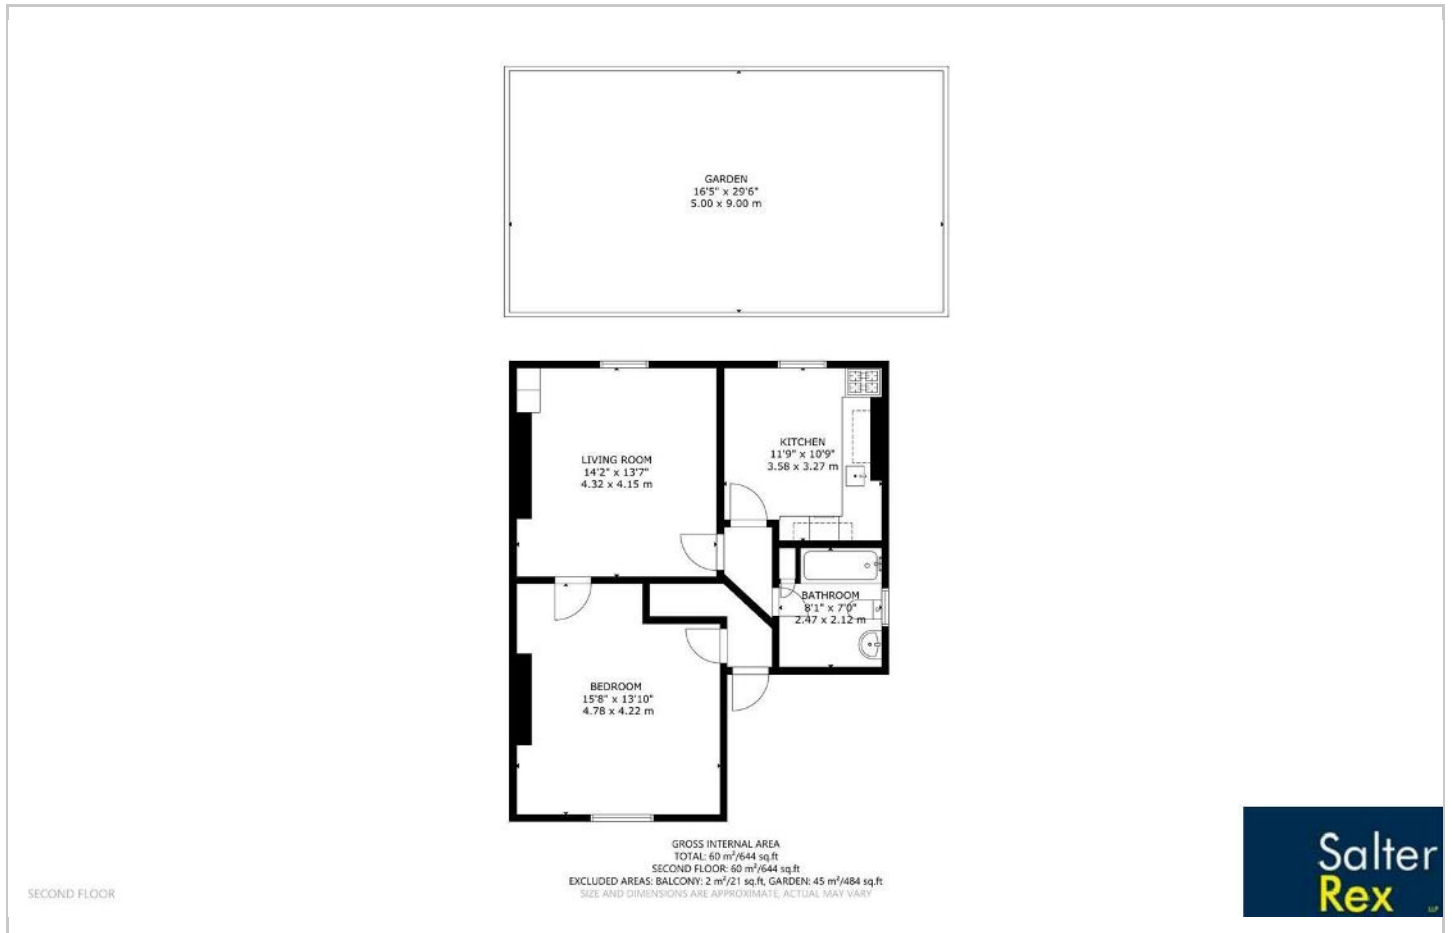 GARDEN
16'5" x 29'6"
5.00 x 9.00 m
LIVING ROOM
14'2" x 13'7"
4.32 x 4.15 m
KITCHEN
11'9" x 10'9"
3.58 x 3.27 m
BATHROOM
8'1" x 7'0"
2.47 x 2.12 m
BEDROOM
15'8" x 13'10"
4.78 x 4.22 m
GROSS INTERNAL AREA
TOTAL: 60 m²/644 sq.ft
SECOND FLOOR: 60 m²/644 sq.ft
EXCLUDED AREAS: BALCONY: 2 m²/21 sq.ft, GARDEN: 45 m²/484 sq.ft
SIZE AND DIMENSIONS ARE APPROXIMATE, ACTUAL MAY VARY
SECOND FLOOR
Salter
Rex
LLP